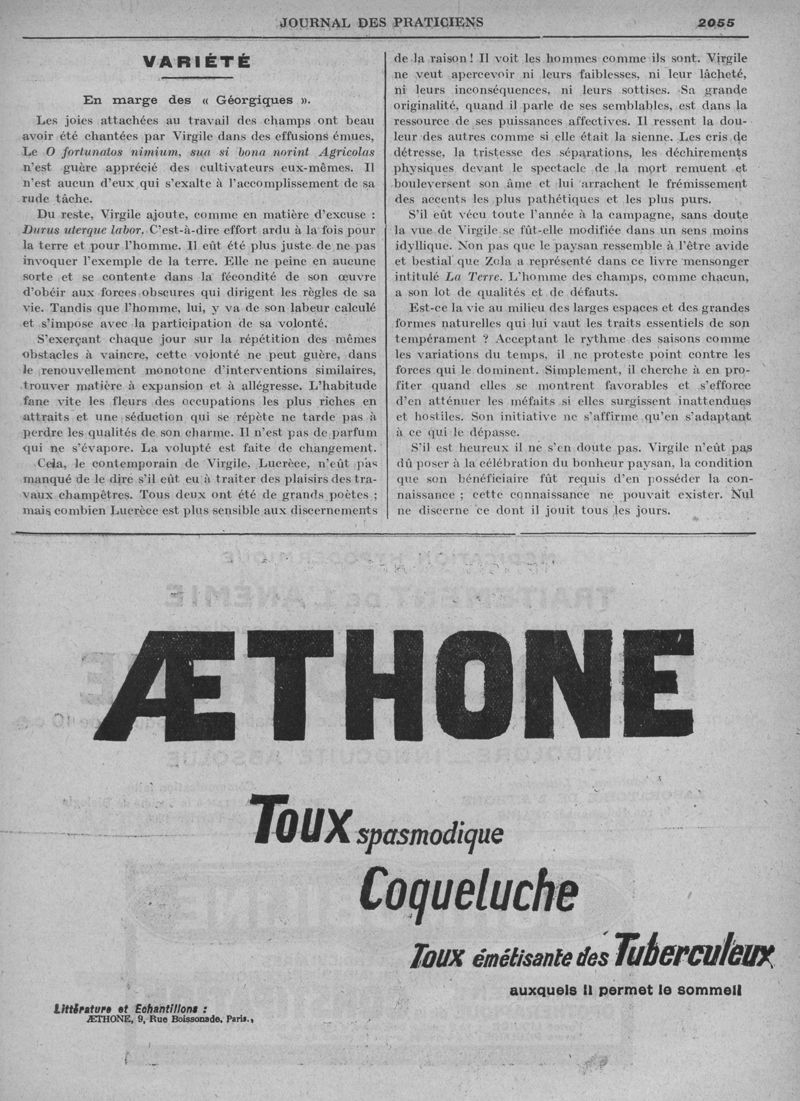 JOURNAL DES PRATICIENS 2055
VARIÉTÉ
En marge des « Géorgiques ».
Les joies attachées au travail des champs ont beau
avoir été chantées par Virgile dans des effusions émues,
Le O fortunatos nimium, sua si bona norint Agricolas
n'est guère apprécié des cultivateurs eux-mêmes. Il
n'est aucun d'eux qui s'exalte à l'accomplissement de sa
rude tâche.
Du reste, Virgile ajoute, comme en matière d'excuse :
Durus uterque labor. C'est-à-dire effort ardu à la fois pour
la terre et pour l'homme. Il eût été plus juste de ne pas
invoquer l'exemple de la terre. Elle ne peine en aucune
sorte et se contente dans la fécondité de son œuvre
d'obéir aux forces obscures qui dirigent les règles de sa
vie. Tandis que l'homme, lui, y va de son labeur calculé
et s'impose avec la participation de sa volonté.
S'exerçant chaque jour sur la répétition des mêmes
obstacles à vaincre, cette volonté ne peut guère, dans
le renouvellement monotone d'interventions similaires,
trouver matière à expansion et à allégresse. L'habitude
fane vite les fleurs des occupations les plus riches en
attraits et une séduction qui se répète ne tarde pas à
perdre les qualités de son charme. Il n'est pas de parfum
qui ne s'évapore. La volupté est faite de changement.
Cela, le contemporain de Virgile, Lucrèce, n'eût pas
manqué de le dire s'il eût eu à traiter des plaisirs des tra-
vaux champêtres. Tous deux ont été de grands poètes ;
mais combien Lucrèce est plus sensible aux discernements
de la raison ! Il voit les hommes comme ils sont. Virgile
ne veut apercevoir ni leurs faiblesses, ni leur lâcheté,
ni leurs inconséquences, ni leurs sottises. Sa grande
originalité, quand il parle de ses semblables, est dans la
ressource de ses puissances affectives. Il ressent la dou-
leur des autres comme si elle était la sienne. Les cris de
détresse, la tristesse des séparations, les déchirements
physiques devant le spectacle de la mort remuent et
bouleversent son âme et lui arrachent le frémissement
des accents les plus pathétiques et les plus purs.
S'il eût vécu toute l'année à la campagne, sans doute
la vue de Virgile se fût-elle modifiée dans un sens moins
idyllique. Non pas que le paysan ressemble à l'être avide
et bestial que Zola a représenté dans ce livre mensonger
intitulé La Terre. L'homme des champs, comme chacun,
a son lot de qualités et de défauts.
Est-ce la vie au milieu des larges espaces et des grandes
formes naturelles qui lui vaut les traits essentiels de son
tempérament ? Acceptant le rythme des saisons comme
les variations du temps, il ne proteste point contre les
forces qui le dominent. Simplement, il cherche à en pro-
fiter quand elles se montrent favorables et s'efforce
d'en atténuer les méfaits si elles surgissent inattendues
et hostiles. Son initiative ne s'affirme qu'en s'adaptant
à ce qui le dépasse.
S'il est heureux il ne s'en doute pas. Virgile n'eût pas
dû poser à la célébration du bonheur paysan, la condition
que son bénéficiaire fût requis d'en posséder la con-
naissance ; cette connaissance ne pouvait exister. Nul
ne discerne ce dont il jouit tous les jours.
ÆTHONE
Toux spasmodique
Coqueluche
Toux émétisante des Tuberculeux
auxquels il permet le sommeil
Littérature et Echantillons :
ÆTHONE, 9, Rue Boissonade, Paris.